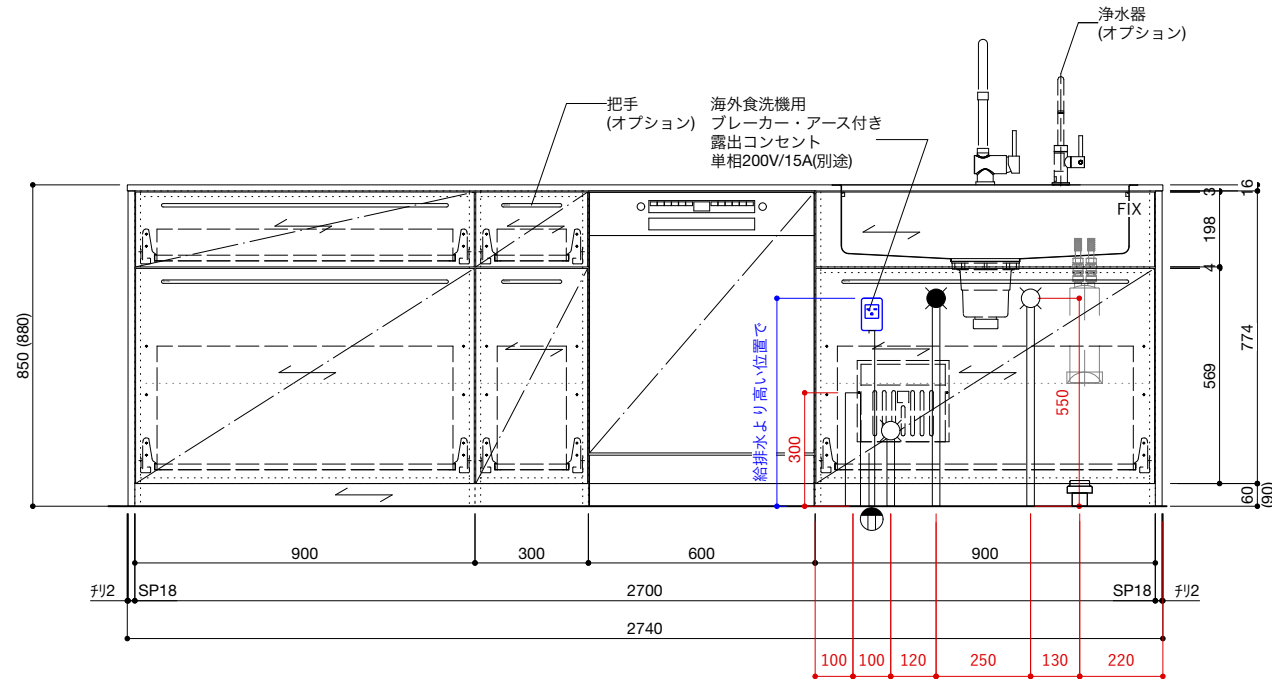 浄水器
(オプション)
把手
(オプション)
海外食洗機用
ブレーカー・アース付き
露出コンセント
単相200V/15A(別途)
FIX
3
16
198
4
774
569
60
(90)
850 (880)
給排水より高い位置で
300
550
900
300
600
900
チリ2
SP18
2700
SP18
チリ2
2740
100
100
120
250
130
220